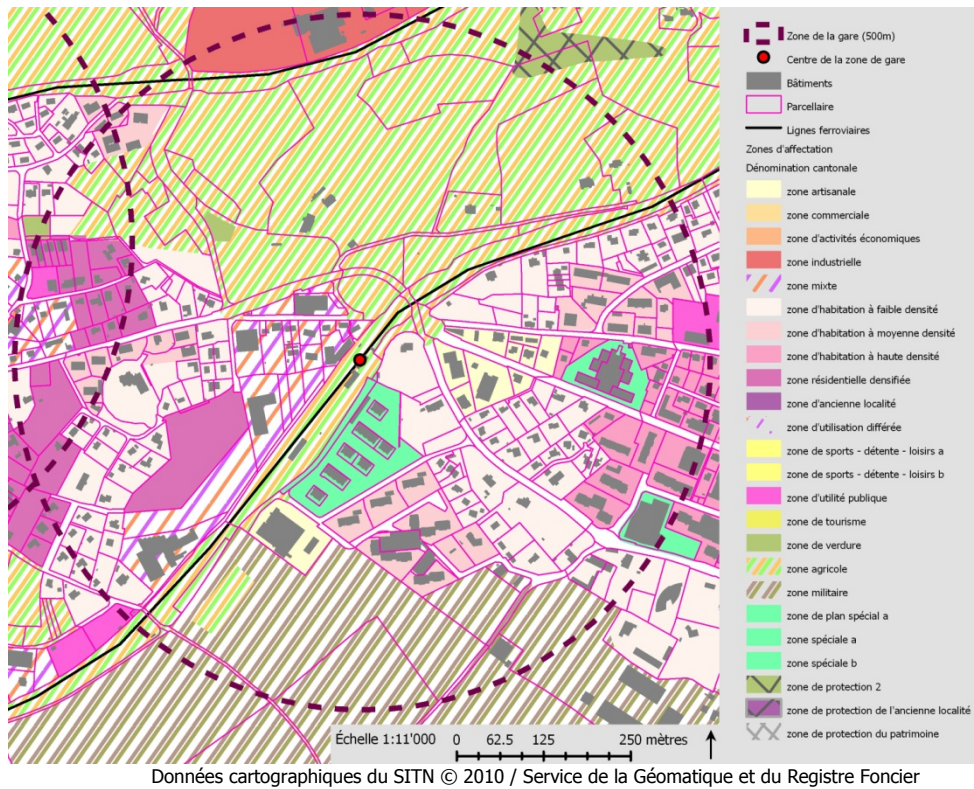 Zone de la gare (500m)
Centre de la zone de gare
Bâtiments
Parcellaire
Lignes ferroviaires
Zones d'affectation
Dénomination cantonale
zone artisanale
zone commerciale
zone d'activités économiques
zone industrielle
zone mixte
zone d'habitation à faible densité
zone d'habitation à moyenne densité
zone d'habitation à haute densité
zone résidentielle densifiée
zone d'ancienne localité
zone d'utilisation différée
zone de sports - détente - loisirs a
zone de sports - détente - loisirs b
zone d'utilité publique
zone de tourisme
zone de verdure
zone agricole
zone militaire
zone de plan spécial a
zone spéciale a
zone spéciale b
zone de protection 2
zone de protection de l'ancienne localité
zone de protection du patrimoine
Échelle 1:11'000 0 62.5 125 250 mètres
Données cartographiques du SITN © 2010 / Service de la Géomatique et du Registre Foncier